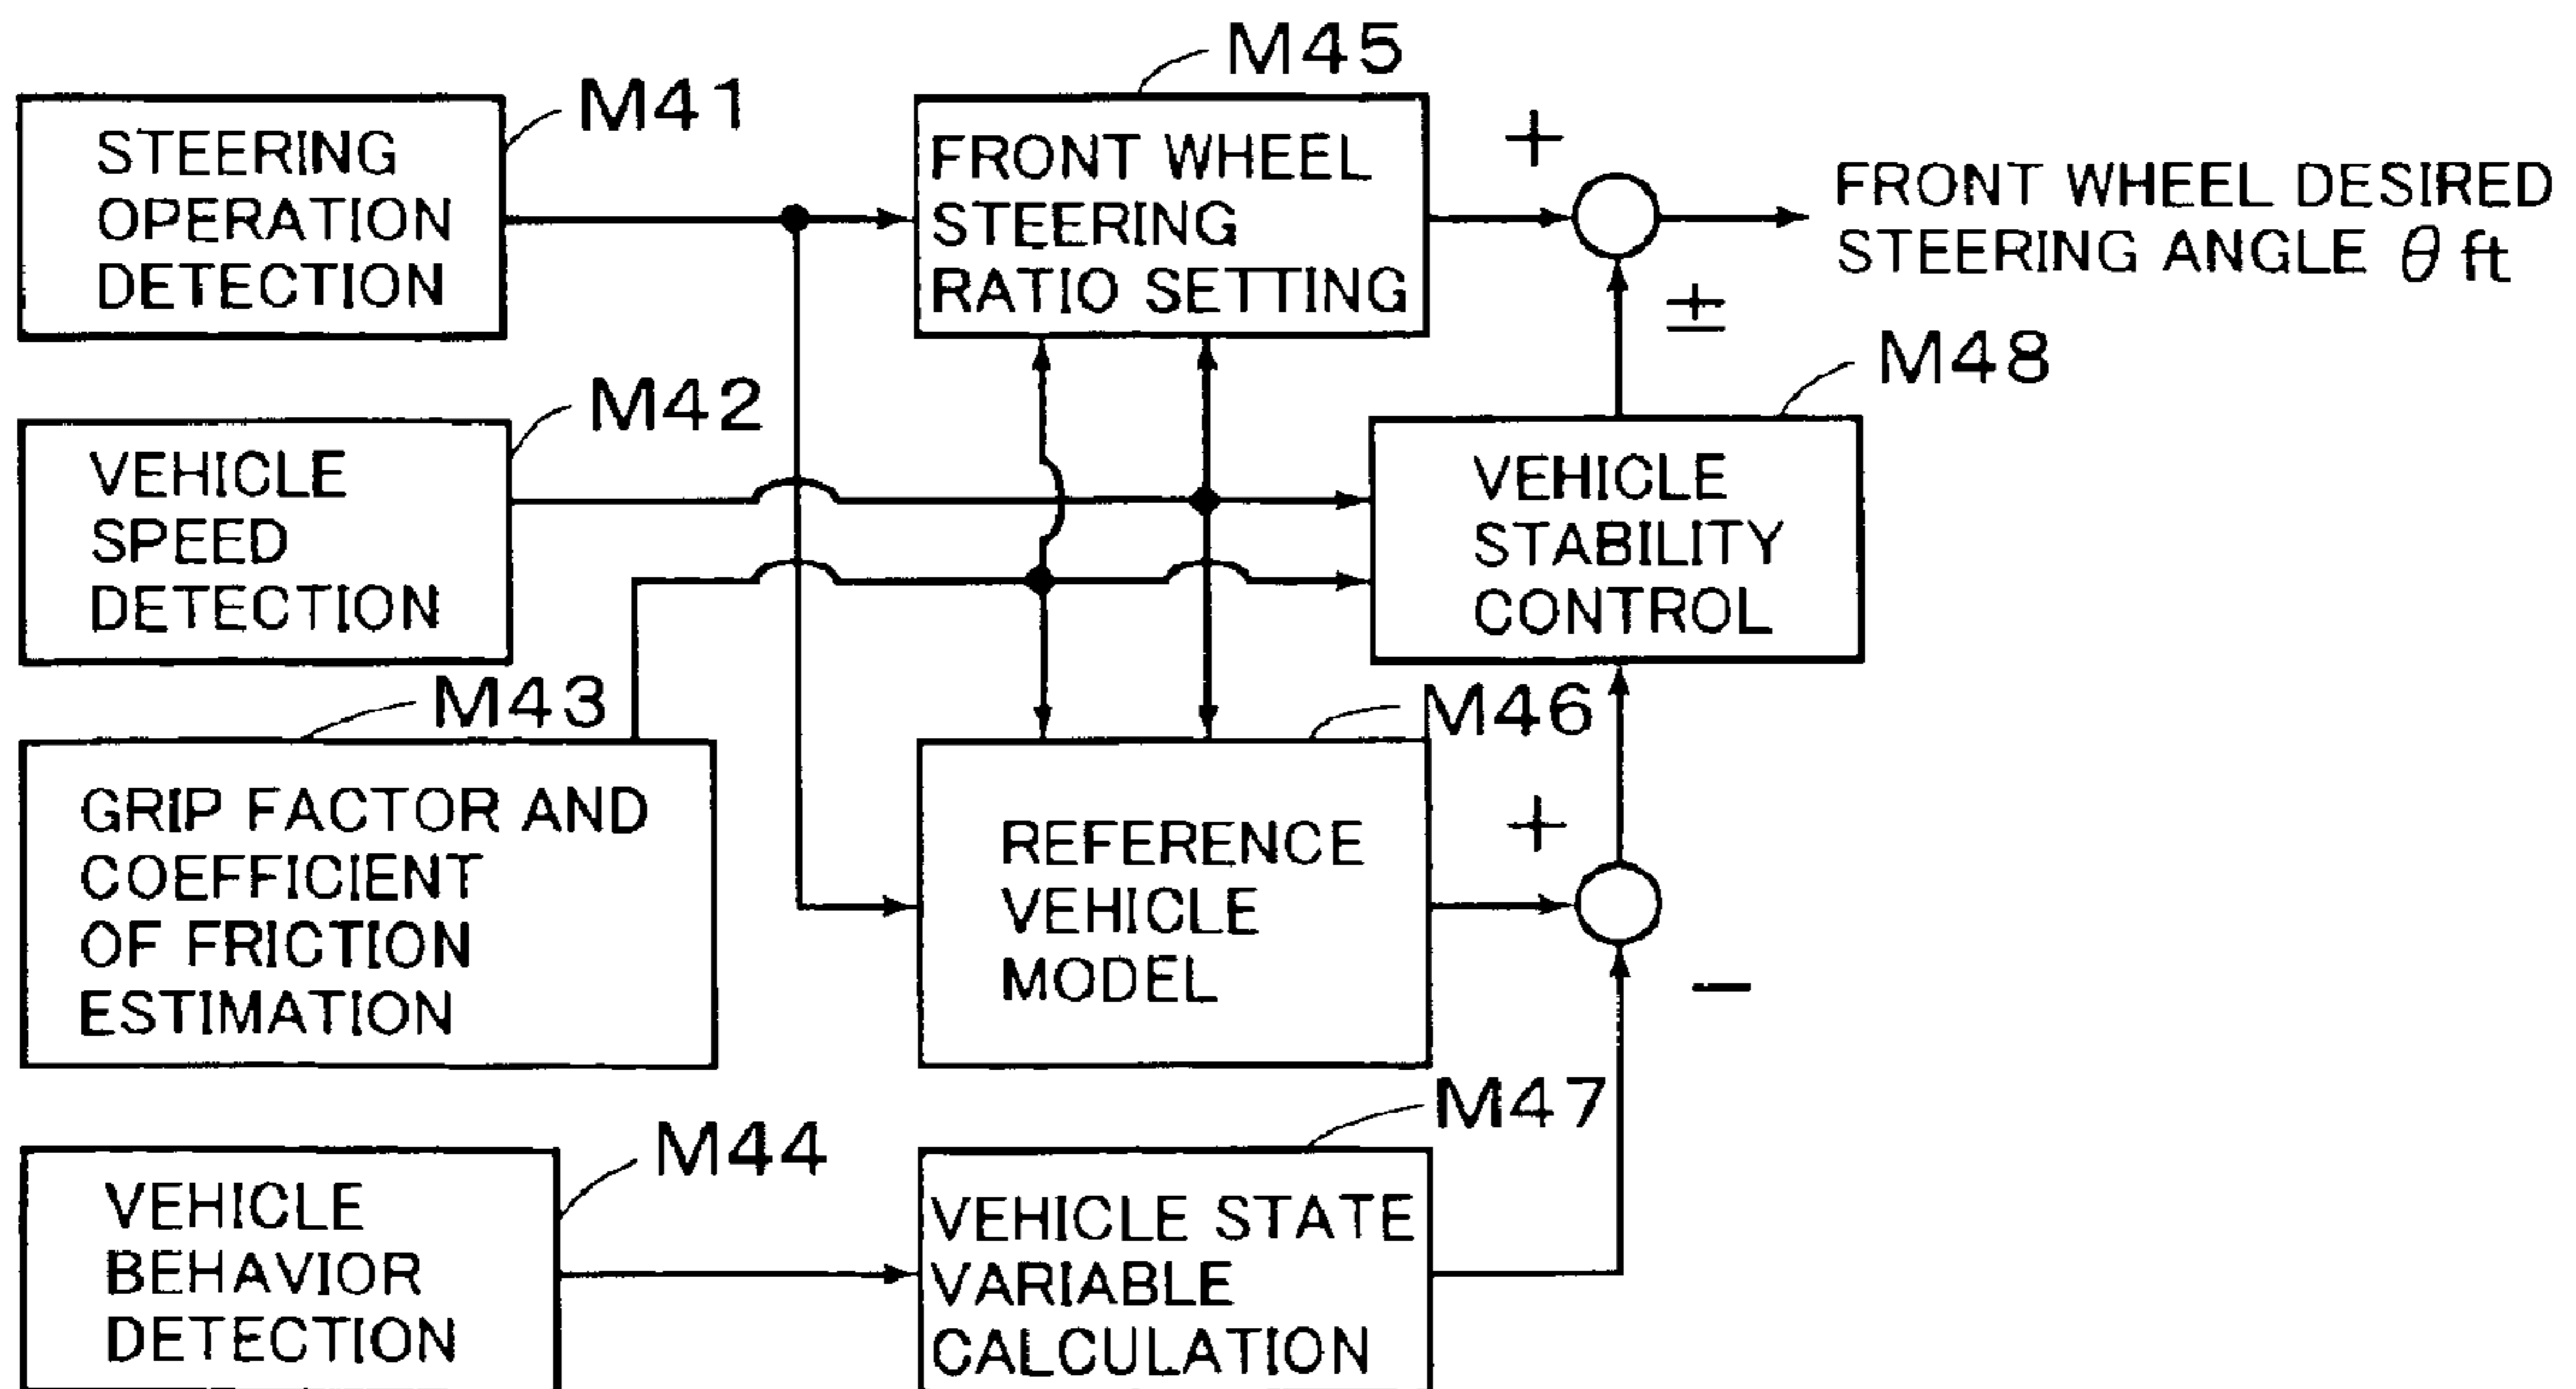 M45
M41
STEERING
OPERATION
DETECTION
FRONT WHEEL
STEERING
RATIO SETTING
+
FRONT WHEEL DESIRED
STEERING ANGLE θ ft
±
M48
M42
VEHICLE
SPEED
DETECTION
VEHICLE
STABILITY
CONTROL
M43
GRIP FACTOR AND
COEFFICIENT
OF FRICTION
ESTIMATION
M46
REFERENCE
VEHICLE
MODEL
+
−
M44
VEHICLE
BEHAVIOR
DETECTION
M47
VEHICLE STATE
VARIABLE
CALCULATION